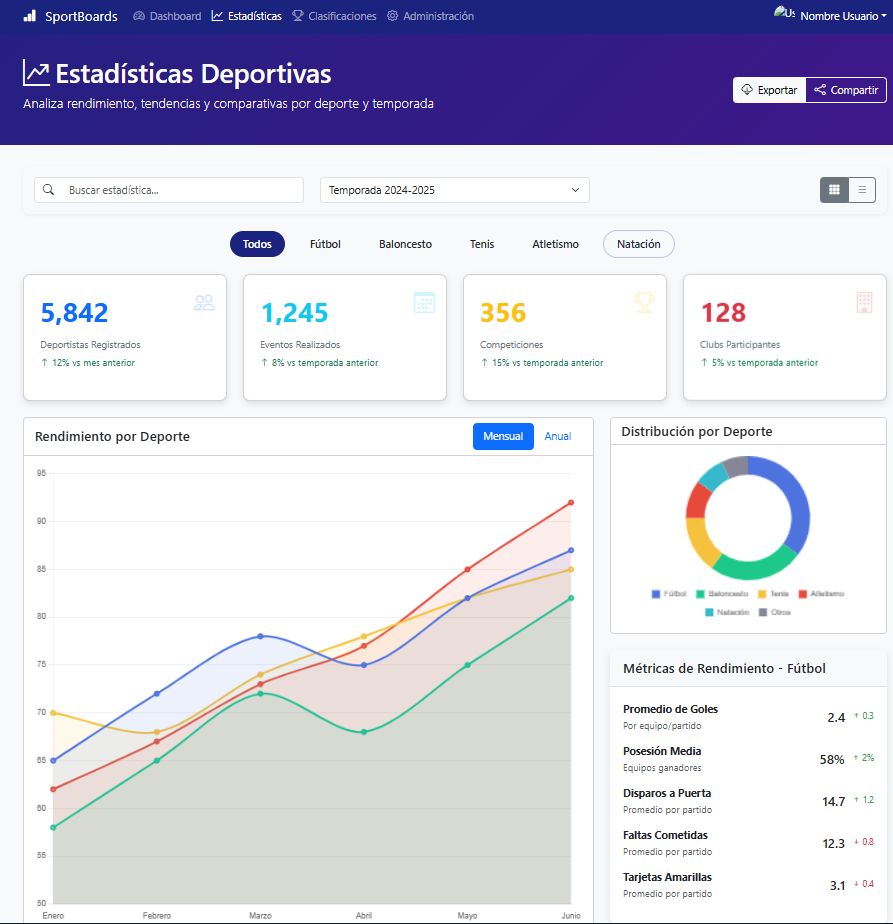 SportBoards Dashboard Estadísticas Clasificaciones Administración Us Nombre Usuario
Estadísticas Deportivas
Analiza rendimiento, tendencias y comparativas por deporte y temporada
Exportar Compartir
Buscar estadística... Temporada 2024-2025
Todos Fútbol Baloncesto Tenis Atletismo Natación
5,842
Deportistas Registrados
↑ 12% vs mes anterior
1,245
Eventos Realizados
↑ 8% vs temporada anterior
356
Competiciones
↑ 15% vs temporada anterior
128
Clubs Participantes
↑ 5% vs temporada anterior
Rendimiento por Deporte Mensual Anual
95
90
85
80
75
70
65
60
55
50
Enero Febrero Marzo Abril Mayo Junio
Distribución por Deporte
Fútbol Baloncesto Tenis Atletismo
Natación Otros
Métricas de Rendimiento - Fútbol
Promedio de Goles
Por equipo/partido
2.4 ↑ 0.3
Posesión Media
Equipos ganadores
58% ↑ 2%
Disparos a Puerta
Promedio por partido
14.7 ↑ 1.2
Faltas Cometidas
Promedio por partido
12.3 ↓ 0.8
Tarjetas Amarillas
Promedio por partido
3.1 ↓ 0.4